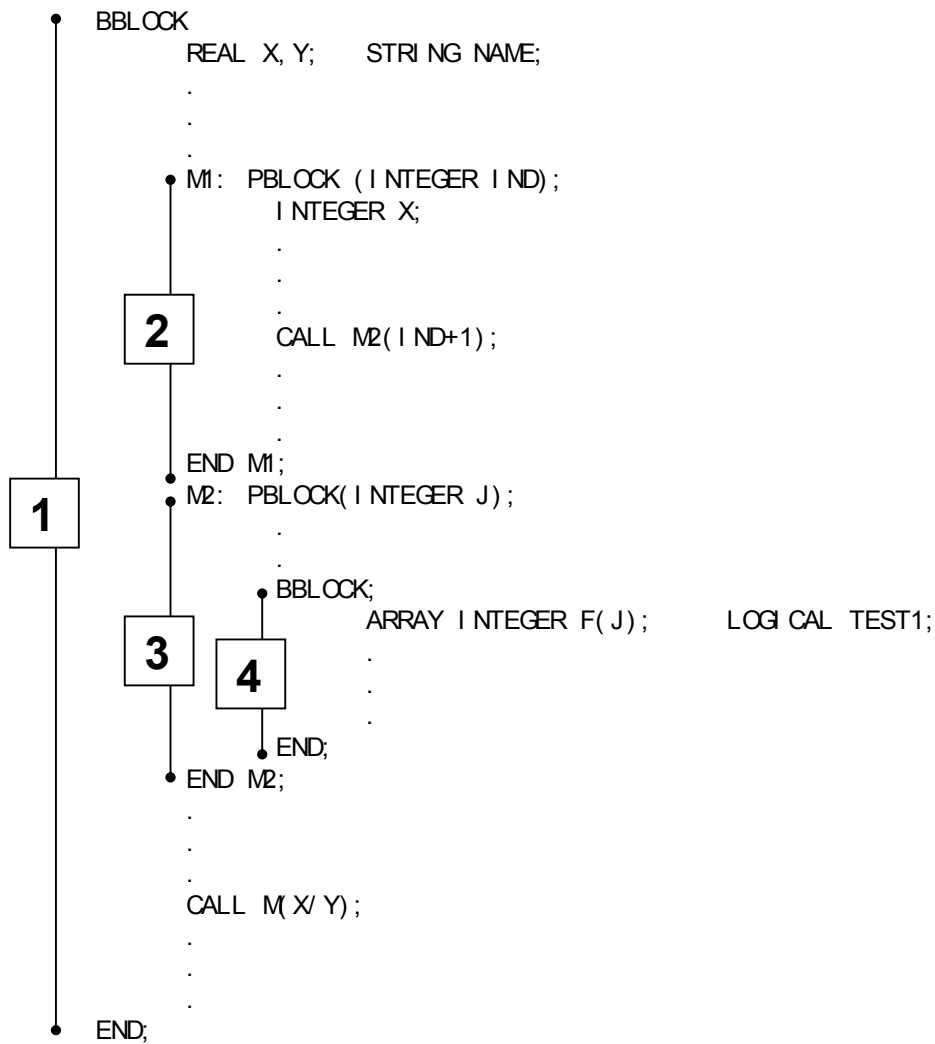 BBLOCK
REAL X, Y; STRING NAME;
.
.
.
M1: PBLOCK (INTEGER IND);
INTEGER X;
.
.
.
2
CALL M2(IND+1);
.
.
.
END M1;
1
M2: PBLOCK(INTEGER J);
.
.
BBLOCK;
ARRAY INTEGER F(J); LOGICAL TEST1;
3
4
.
.
.
END;
END M2;
.
.
.
CALL M(X/Y);
.
.
.
END;